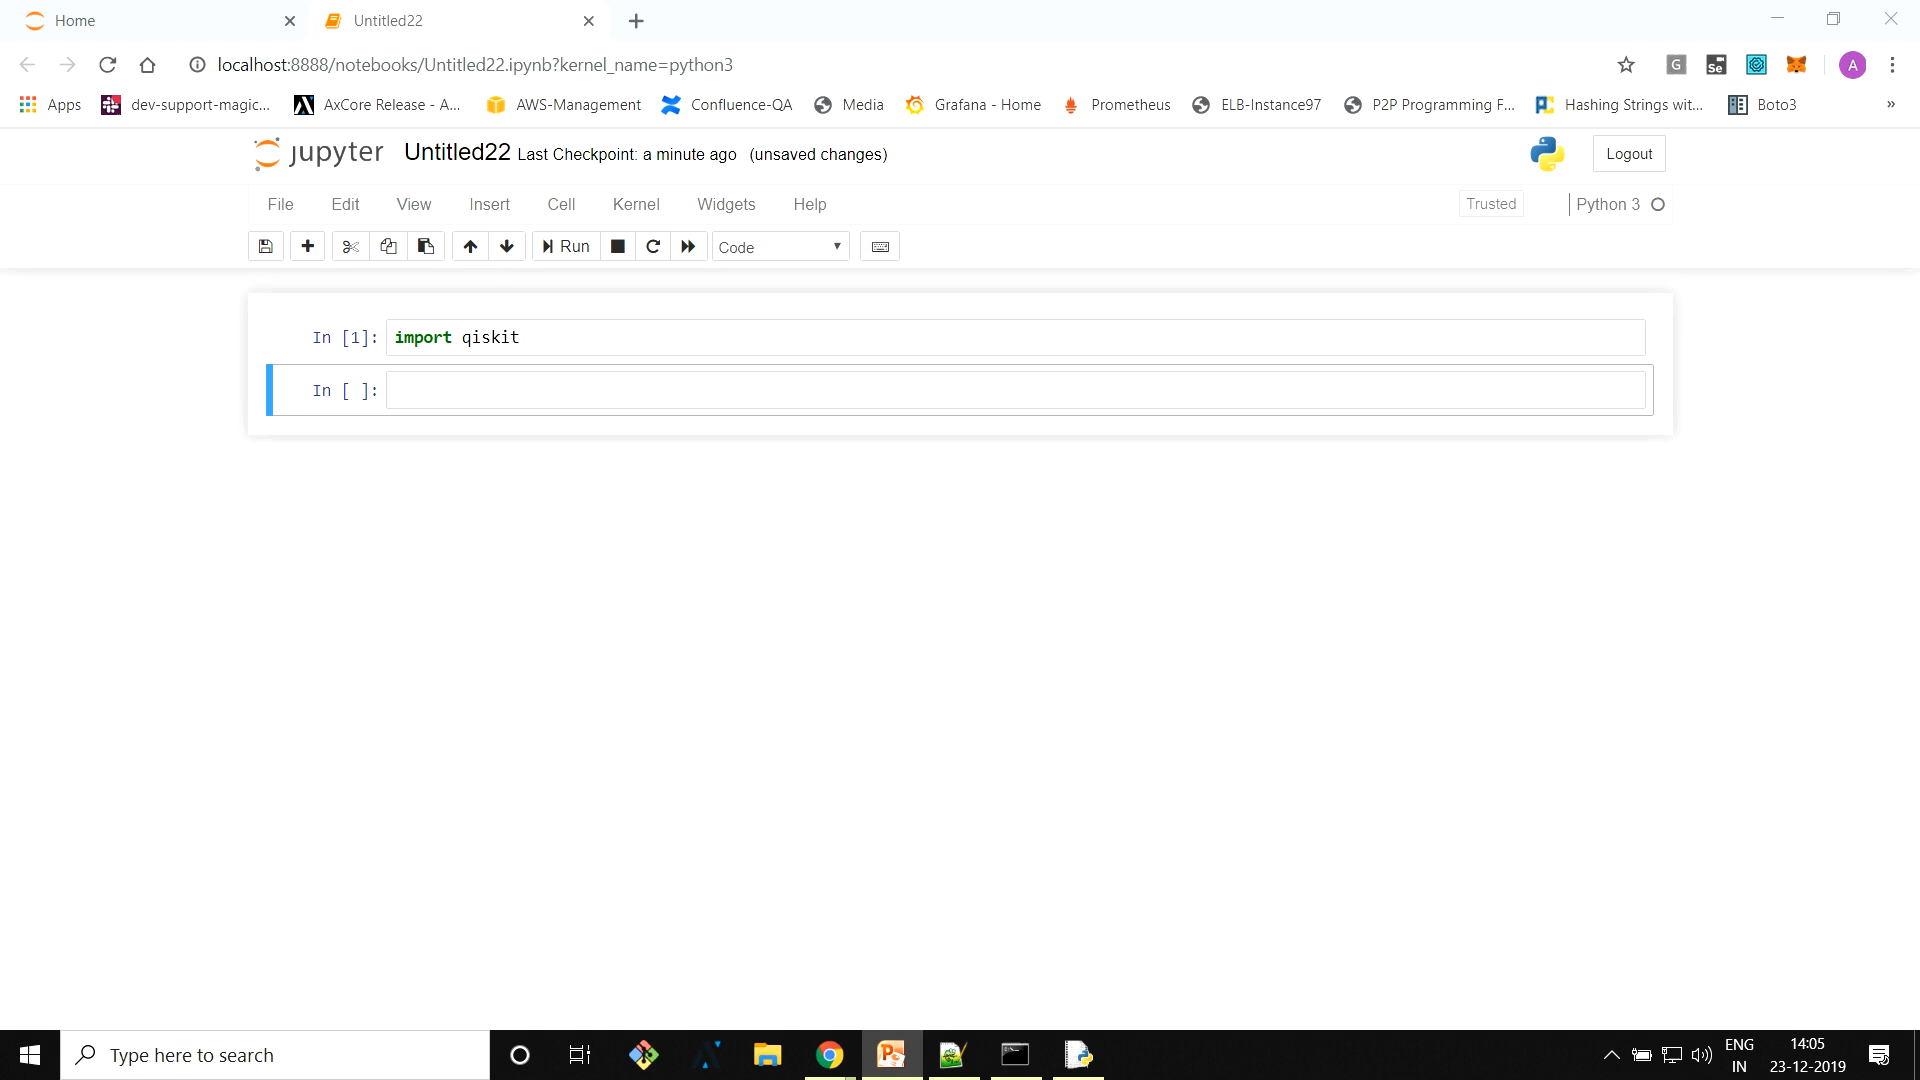 Home
Untitled22
localhost:8888/notebooks/Untitled22.ipynb?kernel_name=python3
G Se A
Apps dev-support-magic... AxCore Release - A... AWS-Management Confluence-QA Media Grafana - Home Prometheus ELB-Instance97 P2P Programming F... Hashing Strings wit... Boto3 »
jupyter Untitled22 Last Checkpoint: a minute ago (unsaved changes) Logout
File Edit View Insert Cell Kernel Widgets Help Trusted Python 3
Run Code
In [1]: import qiskit
In [ ]:
Type here to search
ENG
IN
14:05
23-12-2019